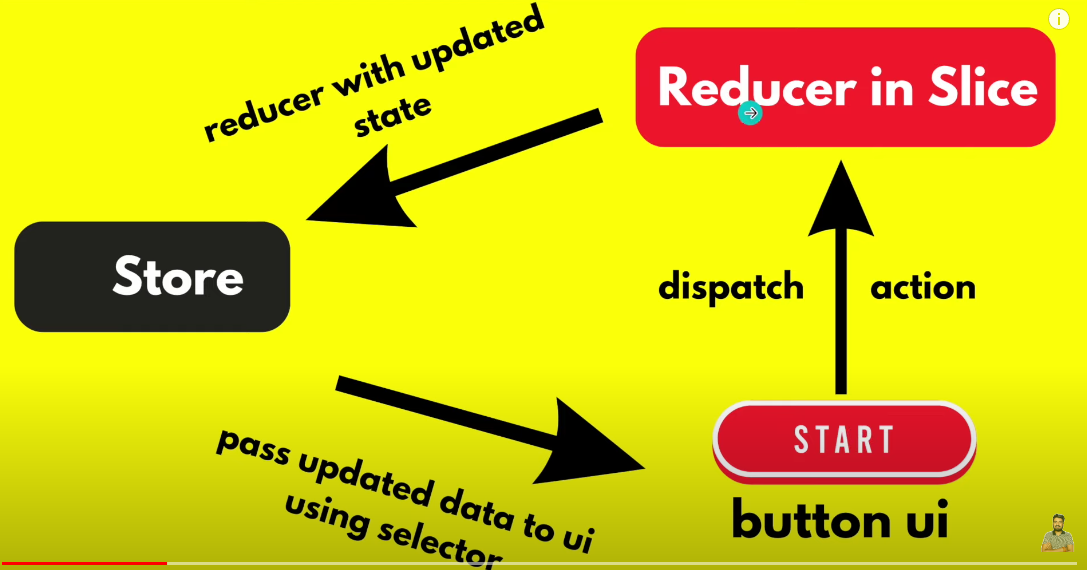 reducer with updated
state
Reducer in Slice
Store
dispatch action
START
button ui
pass updated data to ui
using selector
i